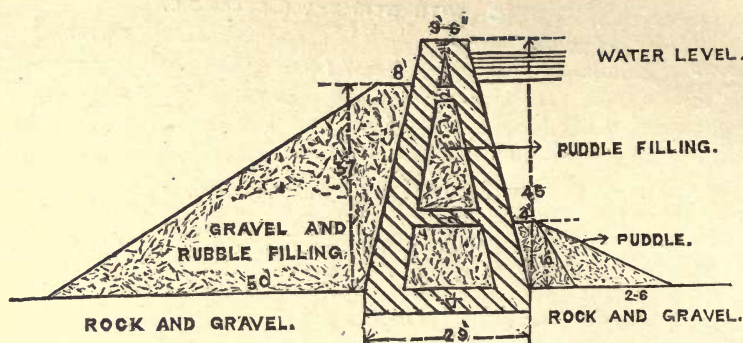 9'-6"
WATER LEVEL.
8'
PUDDLE FILLING.
37
45
GRAVEL AND
RUBBLE FILLING
PUDDLE.
50
2-6
ROCK AND GRAVEL.
29'
ROCK AND GRAVEL.